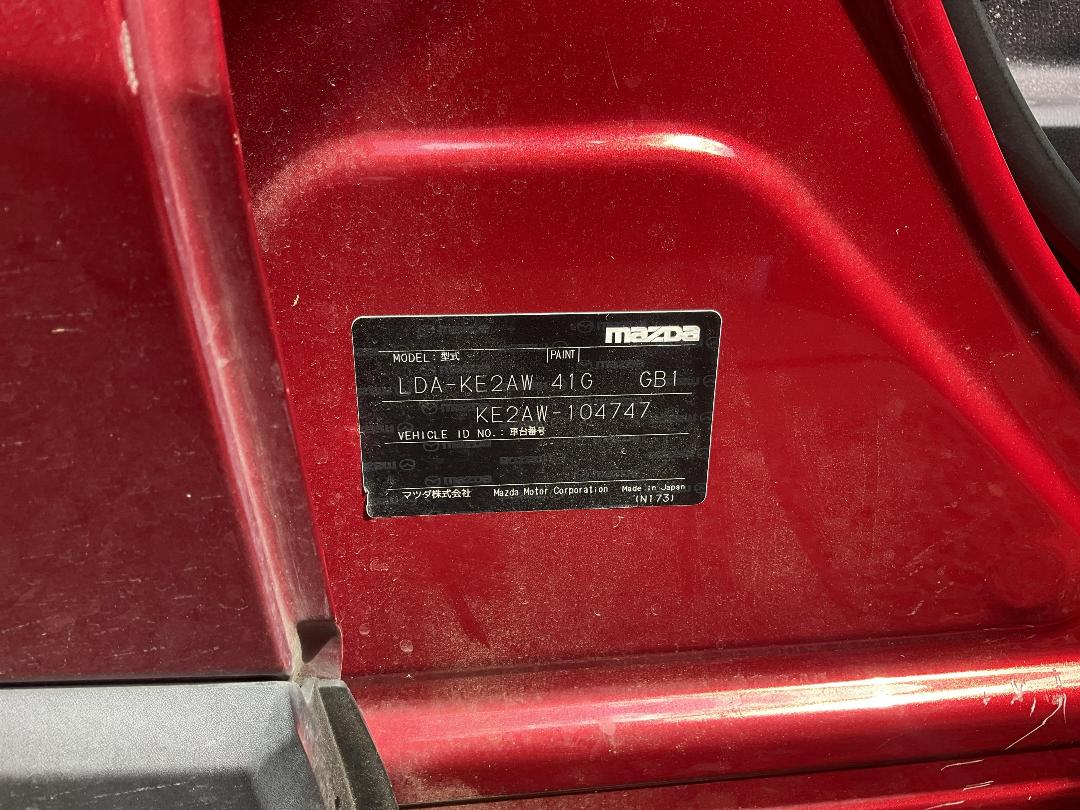 mazda
MODEL: 型式 PAINT
LDA-KE2AW 41G GB1
KE2AW-104747
VEHICLE ID NO.: 車台番号
マツダ株式会社 Mazda Motor Corporation Made in Japan
(N173)